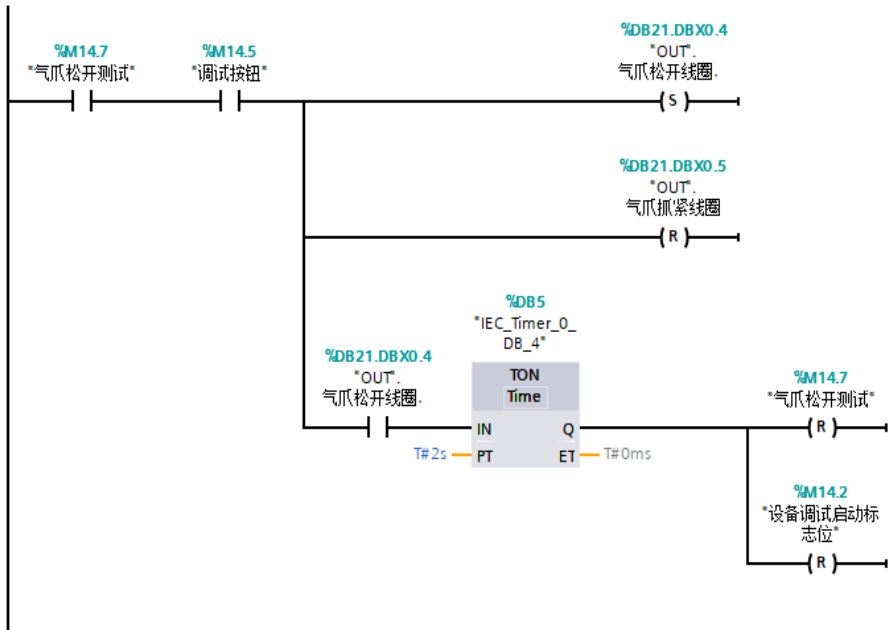 %M14.7
"气爪松开测试"
%M14.5
"调试按钮"
%DB21.DBX0.4
"OUT".
气爪松开线圈.
S
%DB21.DBX0.5
"OUT".
气爪抓紧线圈
R
%DB5
"IEC_Timer_0_
DB_4"
TON
Time
%DB21.DBX0.4
"OUT".
气爪松开线圈.
IN
Q
T#2s
PT
ET
T#0ms
%M14.7
"气爪松开测试"
R
%M14.2
"设备调试启动标
志位"
R